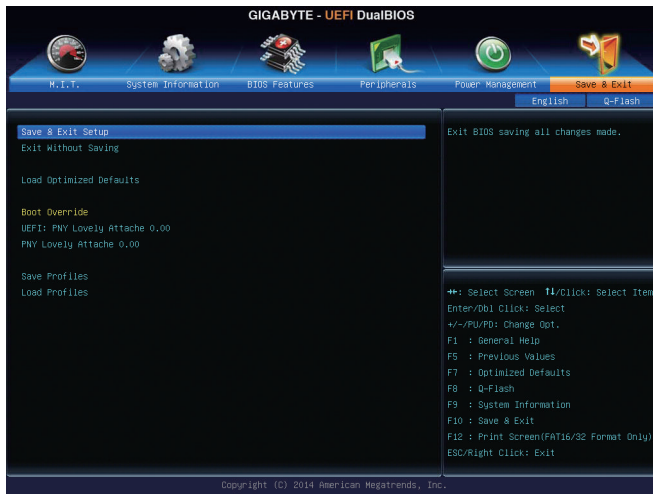 GIGABYTE - UEFI DualBIOS
M.I.T.
System Information
BIOS Features
Peripherals
Power Management
Save & Exit
English
Q-Flash
Save & Exit Setup
Exit Without Saving
Load Optimized Defaults
Boot Override
UEFI: PNY Lovely Attache 0.00
PNY Lovely Attache 0.00
Save Profiles
Load Profiles
Exit BIOS saving all changes made.
→←: Select Screen ↑↓/Click: Select Item
Enter/Dbl Click: Select
+/-/PU/PD: Change Opt.
F1 : General Help
F5 : Previous Values
F7 : Optimized Defaults
F8 : Q-Flash
F9 : System Information
F10 : Save & Exit
F12 : Print Screen(FAT16/32 Format Only)
ESC/Right Click: Exit
Copyright (C) 2014 American Megatrends, Inc.